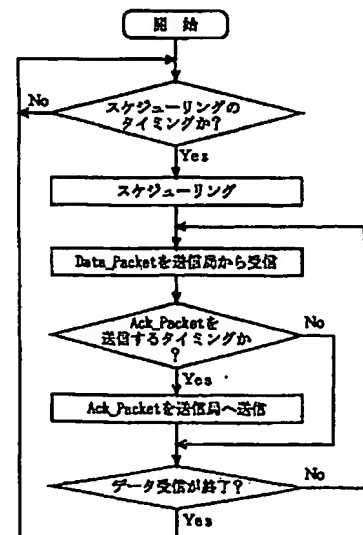 開 始
No
スケジューリングの
タイミングか?
Yes
スケジューリング
Data_Packetを送信局から受信
Ack_Packetを
送信するタイミングか
?
No
Yes
Ack_Packetを送信局へ送信
データ受信が終了?
No
Yes